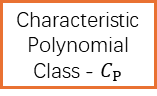 Characteristic
Polynomial
Class - C_P